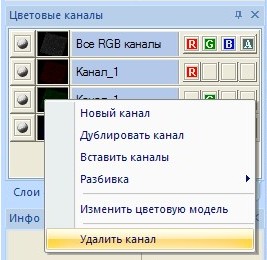 Цветовые каналы
Все RGB каналы R G B A
Канал_1 R
Канал_1 G
Новый канал
Дублировать канал
Вставить каналы
Разбивка
Изменить цветовую модель
Удалить канал
Слои
Инфо